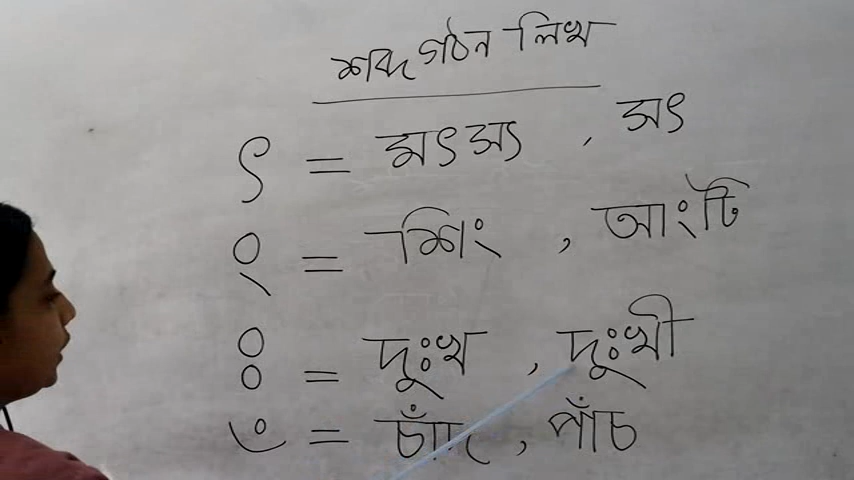 শব্দ গঠন লিখ
ৎ = মৎস্য , সৎ
ং = শিং , আংটি
ঃ = দুঃখ , দুঃখী
ঁ = চাঁদ , পাঁচ